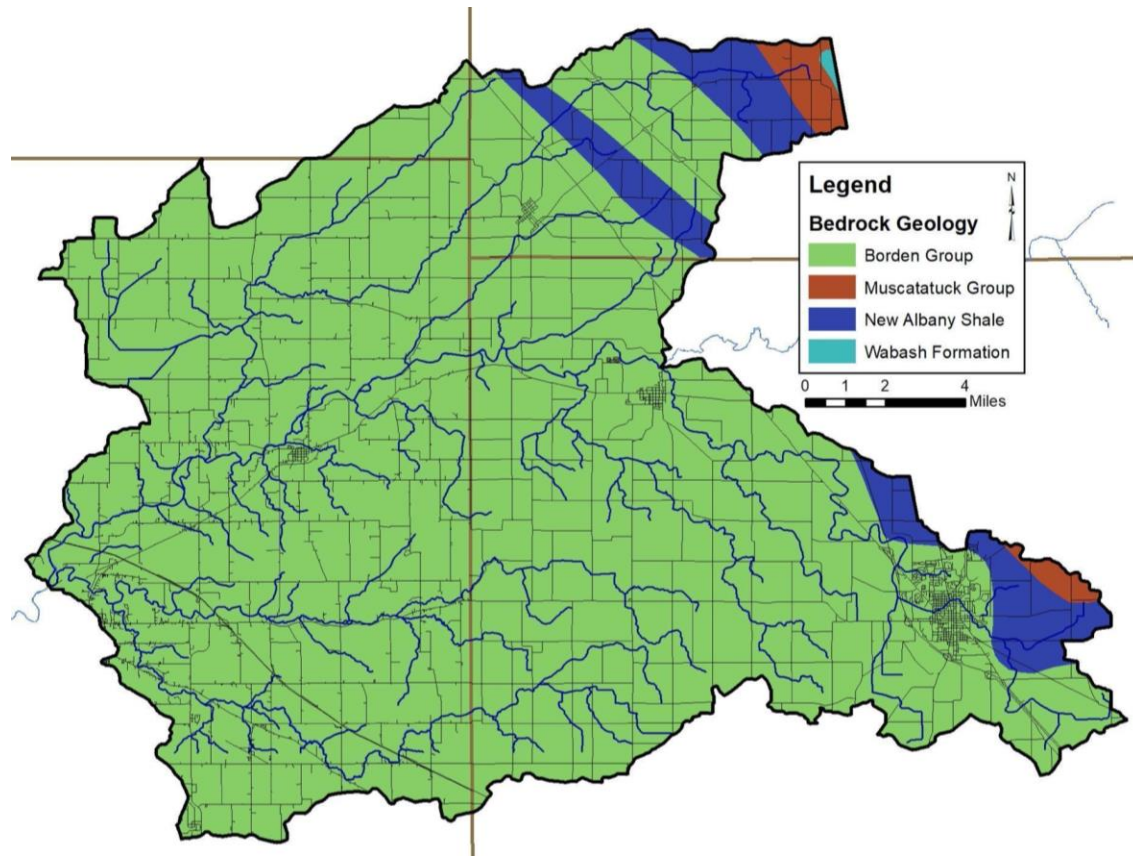 Legend
N
Bedrock Geology
Borden Group
Muscatatuck Group
New Albany Shale
Wabash Formation
0 1 2 4
Miles